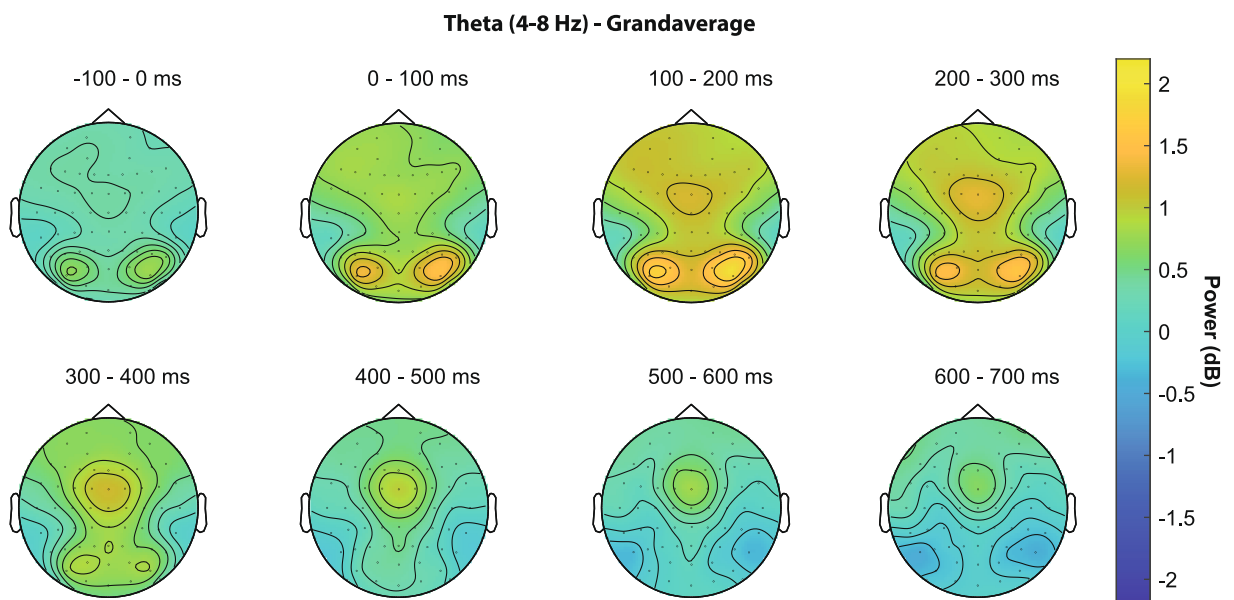 Theta (4-8 Hz) - Grandaverage
-100 - 0 ms
0 - 100 ms
100 - 200 ms
200 - 300 ms
300 - 400 ms
400 - 500 ms
500 - 600 ms
600 - 700 ms
2
1.5
1
0.5
0
-0.5
-1
-1.5
-2
Power (dB)